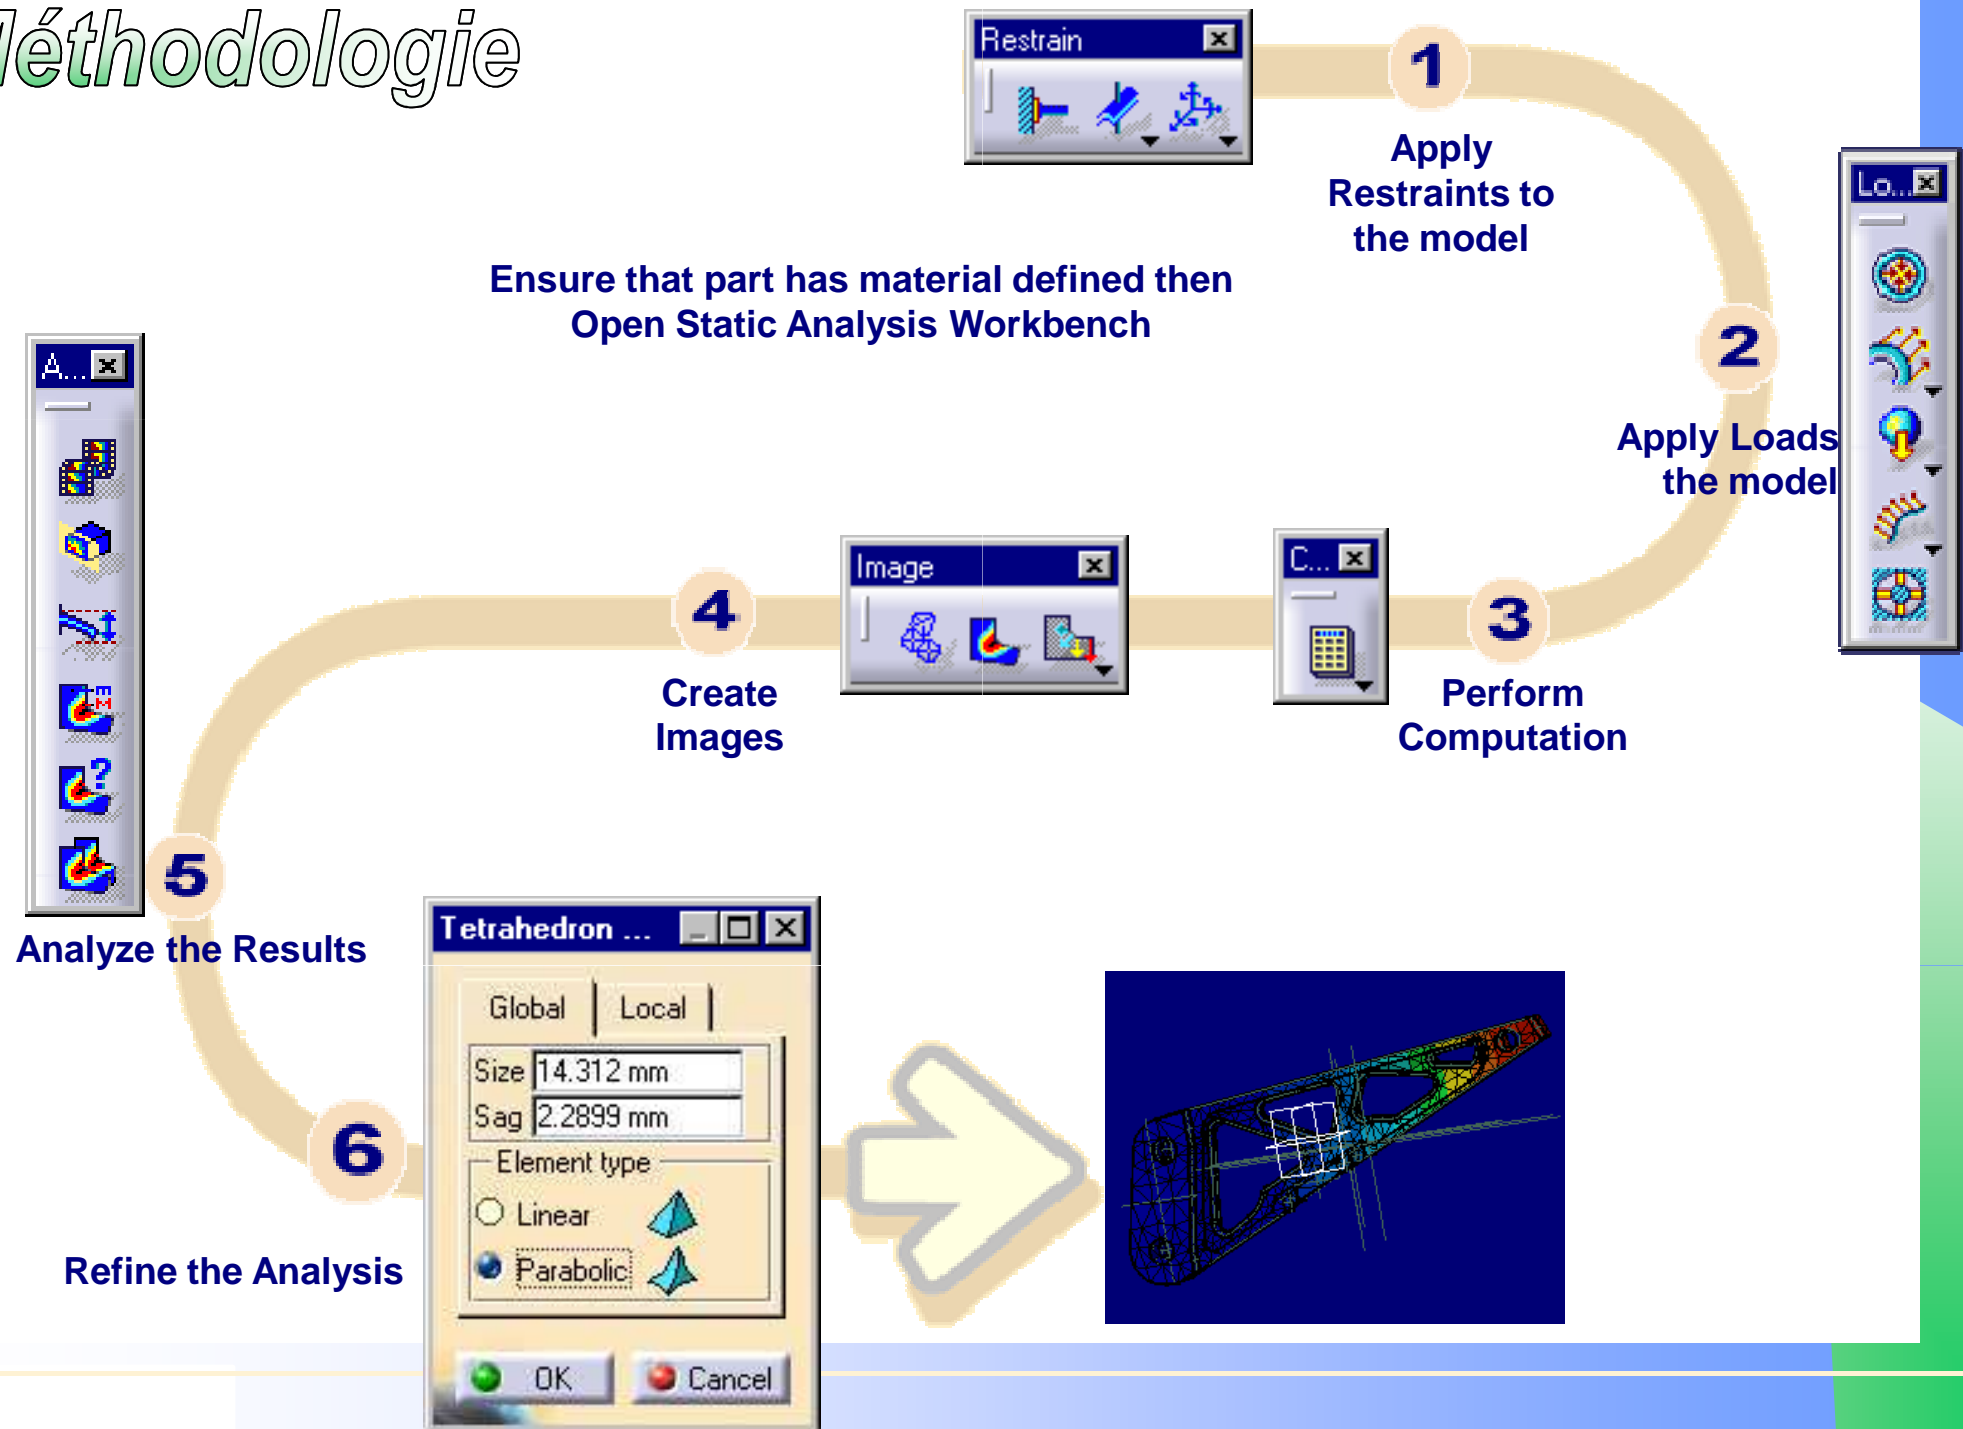 éthodologie
Restrain
1
Apply
Restraints to
the model
Ensure that part has material defined then
Open Static Analysis Workbench
Lo...
2
Apply Loads
the model
A...
C...
3
Perform
Computation
Image
4
Create
Images
5
Analyze the Results
6
Refine the Analysis
Tetrahedron ...
Global Local
Size 14.312 mm
Sag 2.2899 mm
Element type
Linear
Parabolic
OK Cancel